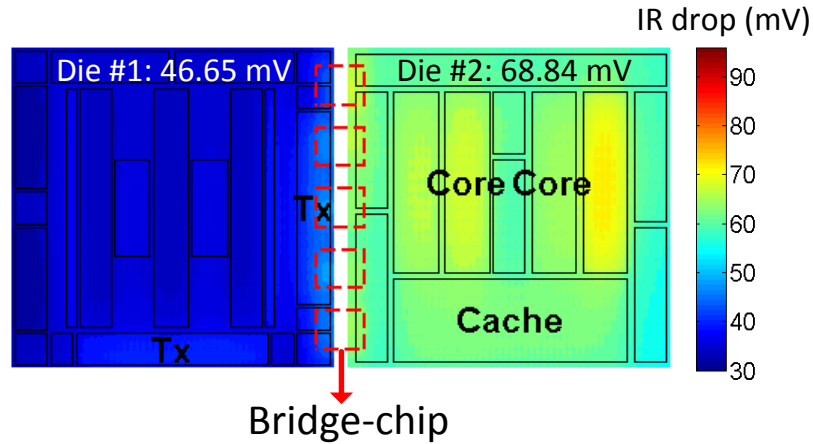 IR drop (mV)
Die #1: 46.65 mV
Die #2: 68.84 mV
90
80
70
60
50
40
30
Core Core
Tx
Cache
Tx
Bridge-chip